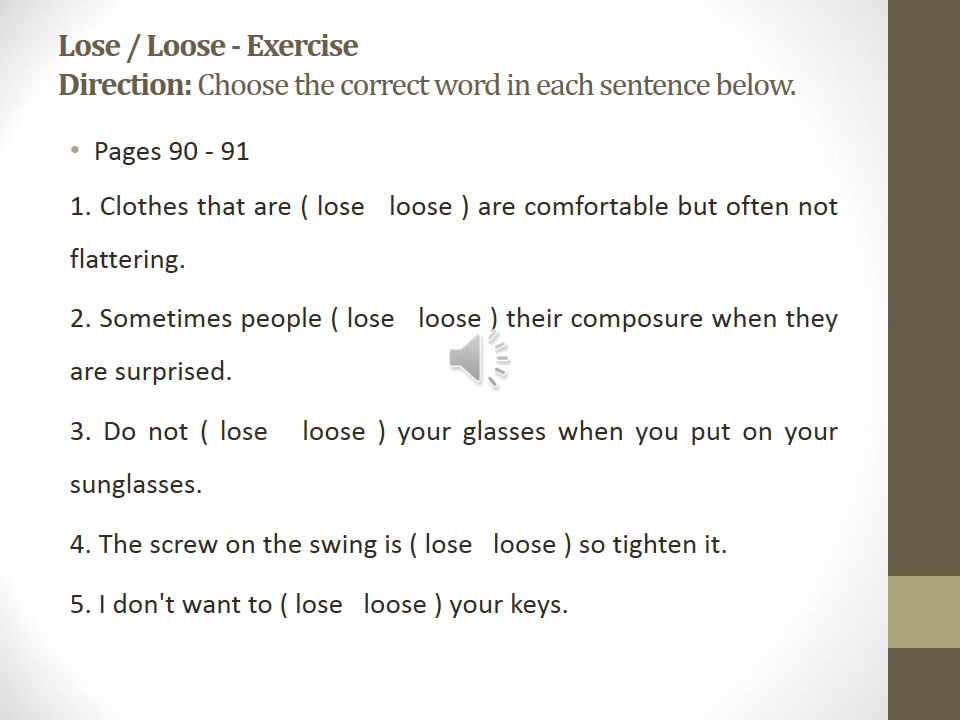 Lose / Loose - Exercise
Direction: Choose the correct word in each sentence below.
• Pages 90 - 91
1. Clothes that are ( lose   loose ) are comfortable but often not
flattering.
2. Sometimes people ( lose   loose ) their composure when they
are surprised.
3. Do not ( lose   loose ) your glasses when you put on your
sunglasses.
4. The screw on the swing is ( lose   loose ) so tighten it.
5. I don't want to ( lose   loose ) your keys.